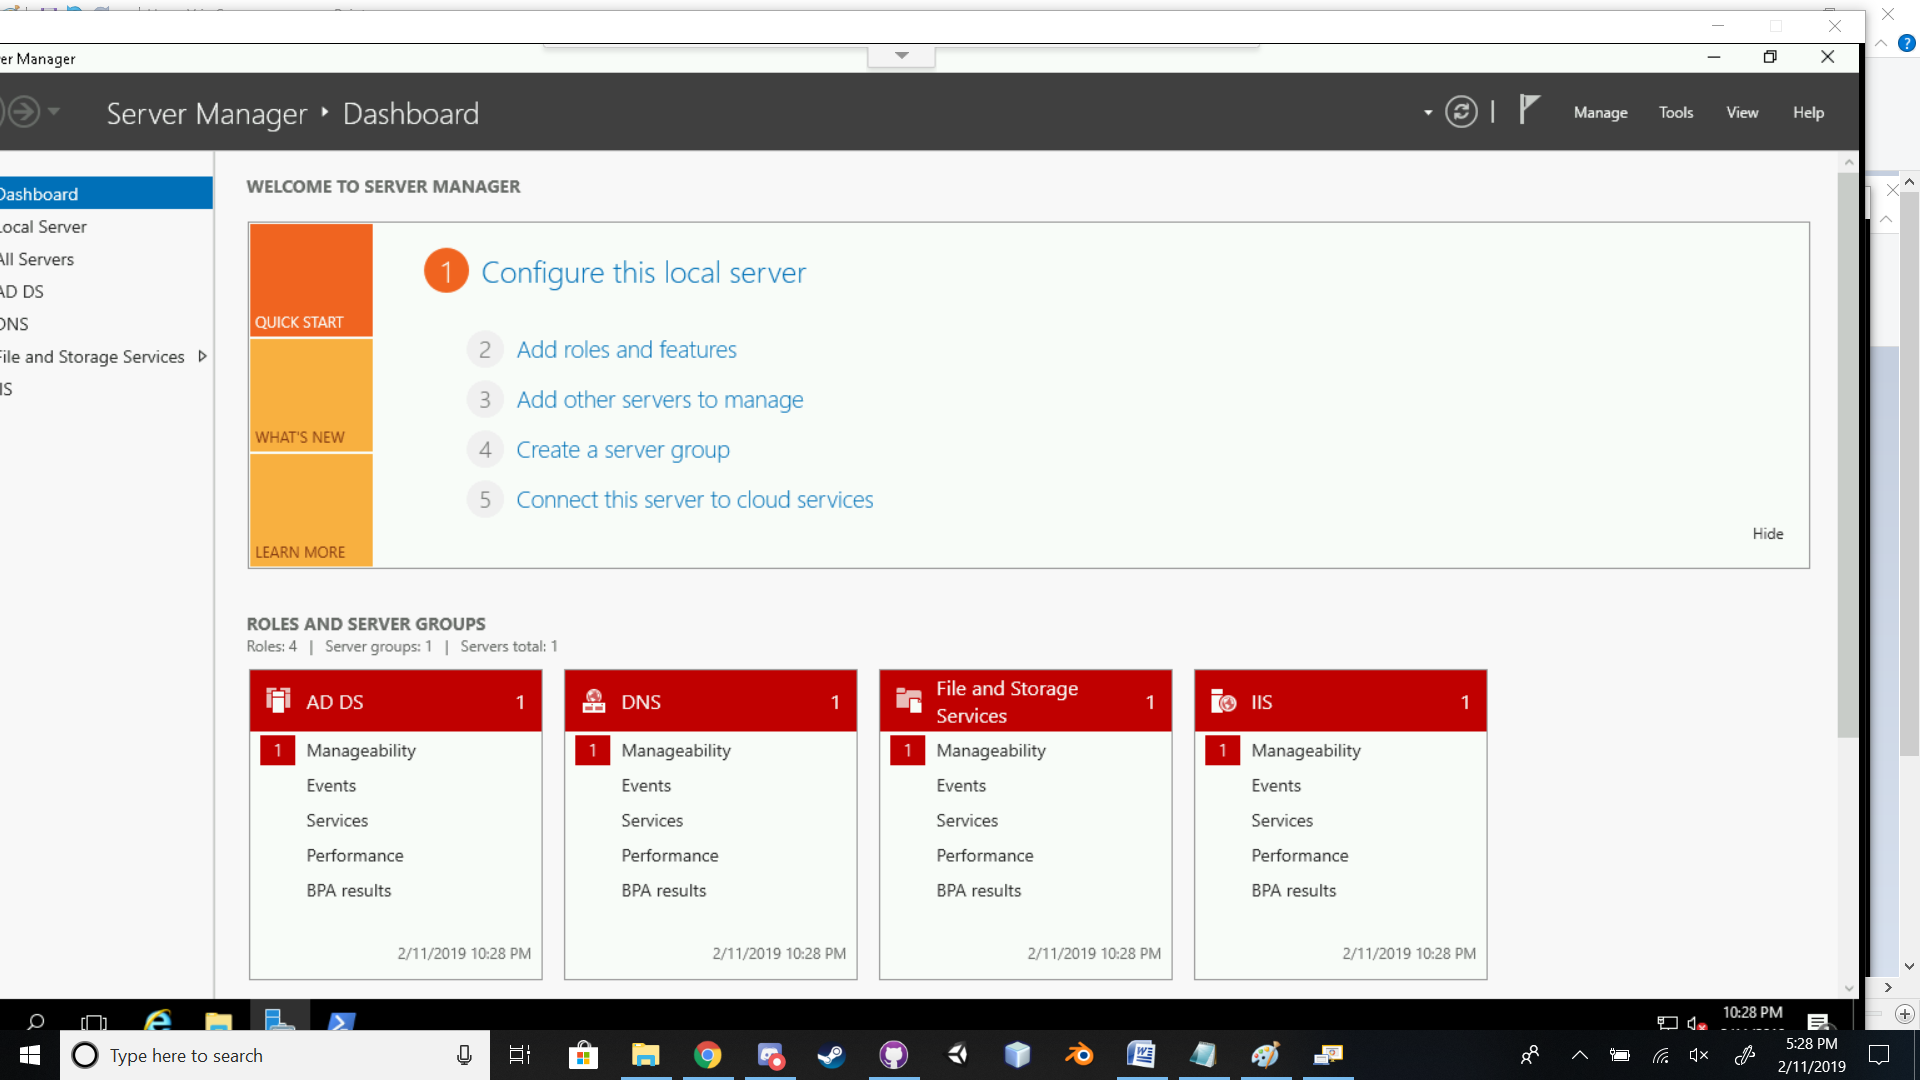 er Manager
Server Manager
Dashboard
Manage
Tools
View
Help
Dashboard
Local Server
All Servers
AD DS
DNS
File and Storage Services
IIS
WELCOME TO SERVER MANAGER
QUICK START
WHAT'S NEW
LEARN MORE
1 Configure this local server
2 Add roles and features
3 Add other servers to manage
4 Create a server group
5 Connect this server to cloud services
Hide
ROLES AND SERVER GROUPS
Roles: 4 | Server groups: 1 | Servers total: 1
AD DS 1
1 Manageability
Events
Services
Performance
BPA results
2/11/2019 10:28 PM
DNS 1
1 Manageability
Events
Services
Performance
BPA results
2/11/2019 10:28 PM
File and Storage
Services 1
1 Manageability
Events
Services
Performance
BPA results
2/11/2019 10:28 PM
IIS 1
1 Manageability
Events
Services
Performance
BPA results
2/11/2019 10:28 PM
10:28 PM
Type here to search
5:28 PM
2/11/2019